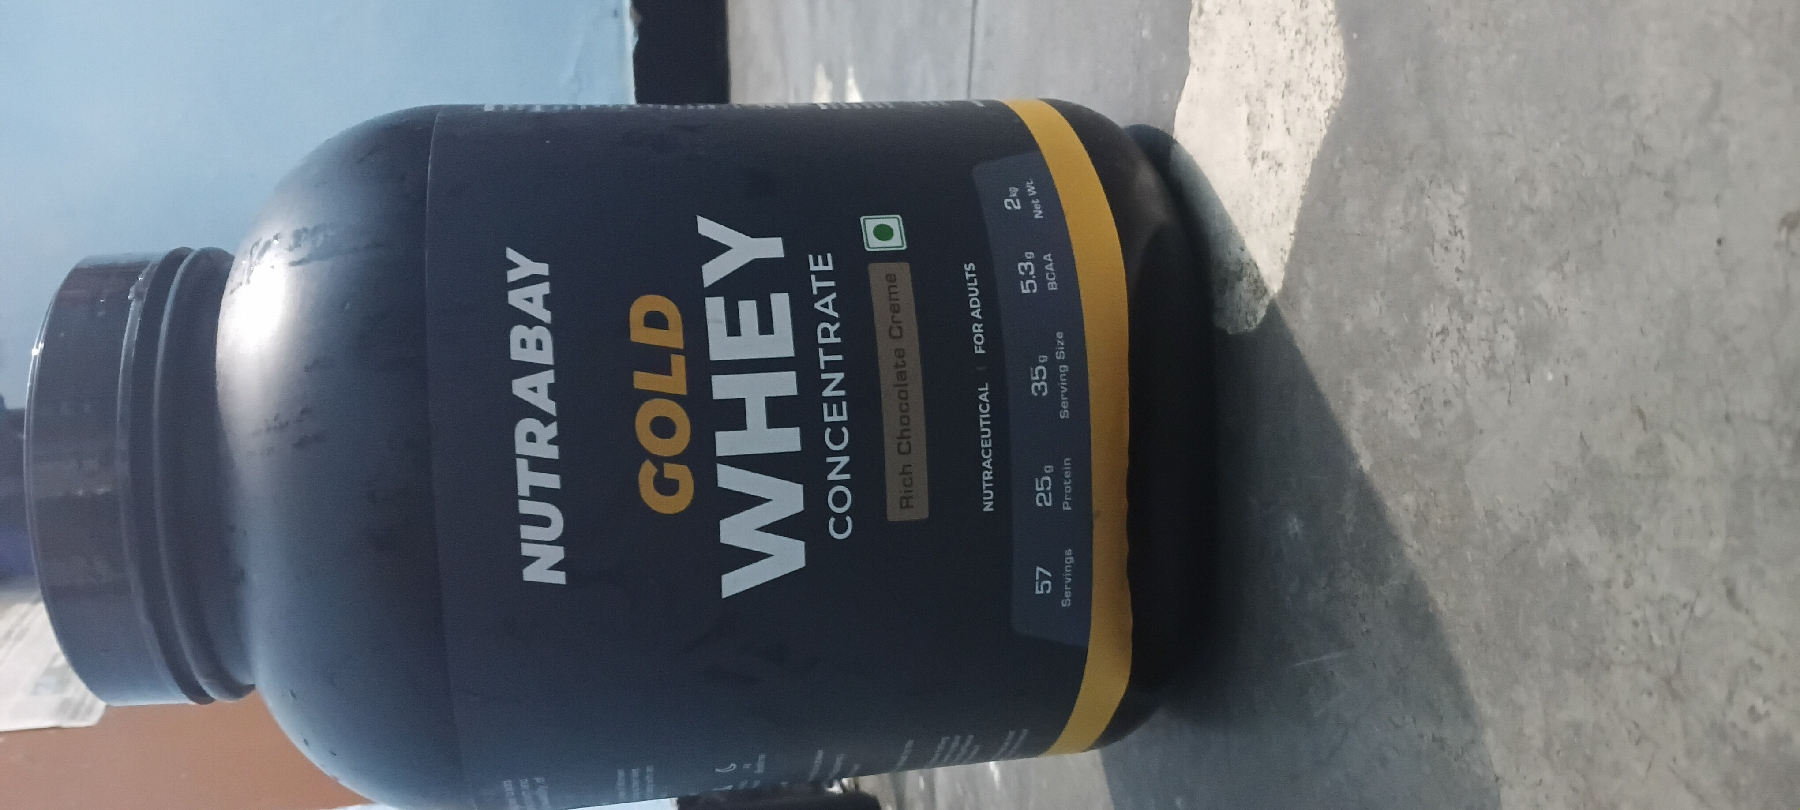 NUTRABAY
GOLD
WHEY
CONCENTRATE
Rich Chocolate Creme
NUTRACEUTICAL | FOR ADULTS
57 25g 35g 5.3g 2kg
Servings Protein Serving Size BCAA Net Wt.